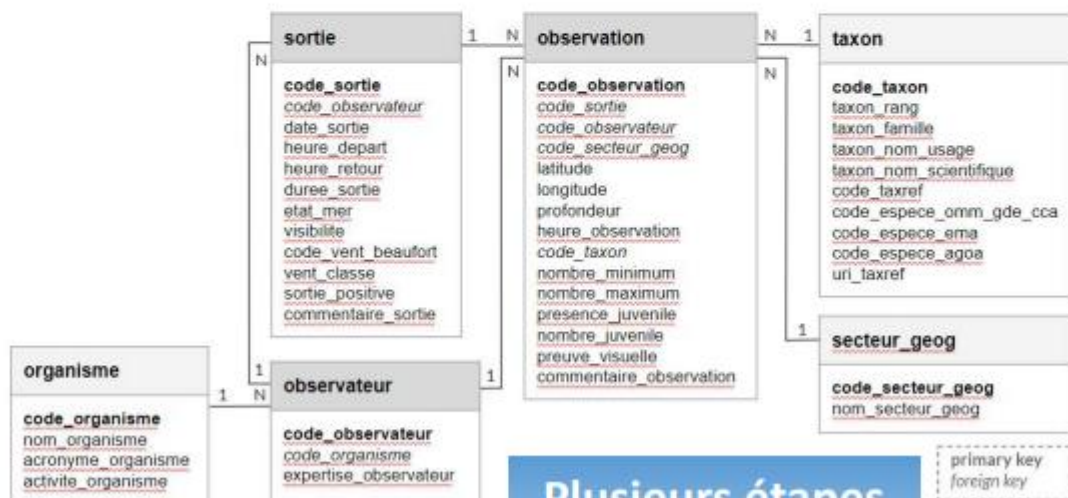 sortie
code_sortie
code_observateur
date_sortie
heure_depart
heure_retour
duree_sortie
etat_mer
visibilite
code_vent_beaufort
vent_classe
sortie_positive
commentaire_sortie
1 N
N
observation
code_observation
code_sortie
code_observateur
code_secteur_geog
latitude
longitude
profondeur
heure_observation
code_taxon
nombre_minimum
nombre_maximum
presence_juvenile
nombre_juvenile
preuve_visuelle
commentaire_observation
N
N 1
N
taxon
code_taxon
taxon_rang
taxon_famille
taxon_nom_usage
taxon_nom_scientifique
code_taxref
code_espece_omm_gde_cca
code_espece_ema
code_espece_agoa
uri_taxref
1
secteur_geog
code_secteur_geog
nom_secteur_geog
organisme
code_organisme
nom_organisme
acronyme_organisme
activite_organisme
1 N
1
observateur
code_observateur
code_organisme
expertise_observateur
1
Plusieurs étapes
primary key
foreign key